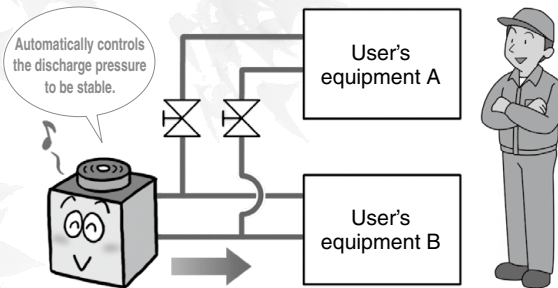 Automatically controls
the discharge pressure
to be stable.
User's
equipment A
User's
equipment B